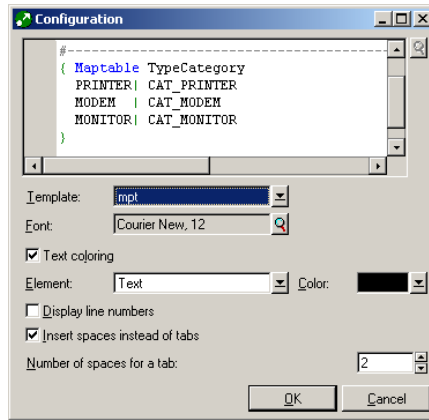 Configuration
#----------------------------------------
{ Maptable TypeCategory
PRINTER| CAT_PRINTER
MODEM  | CAT_MODEM
MONITOR| CAT_MONITOR
}
Template: mpt
Font: Courier New, 12
Text coloring
Element: Text Color:
Display line numbers
Insert spaces instead of tabs
Number of spaces for a tab: 2
OK Cancel